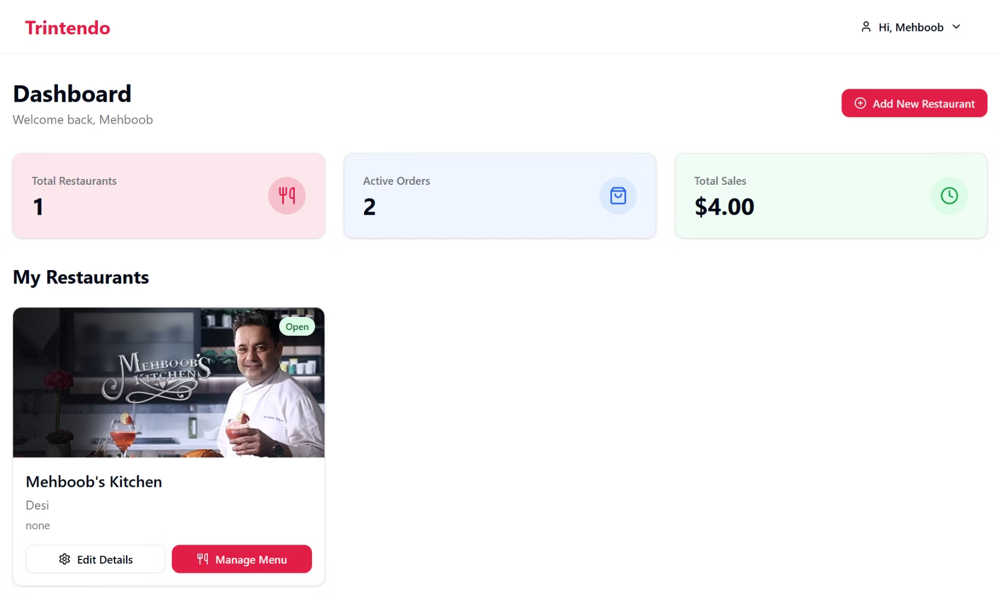 Trintendo
Hi, Mehboob
Dashboard
Welcome back, Mehboob
Add New Restaurant
Total Restaurants
1
Active Orders
2
Total Sales
$4.00
My Restaurants
Open
MEHBOOB'S
KITCHEN
Mehboob's Kitchen
Desi
none
Edit Details
Manage Menu